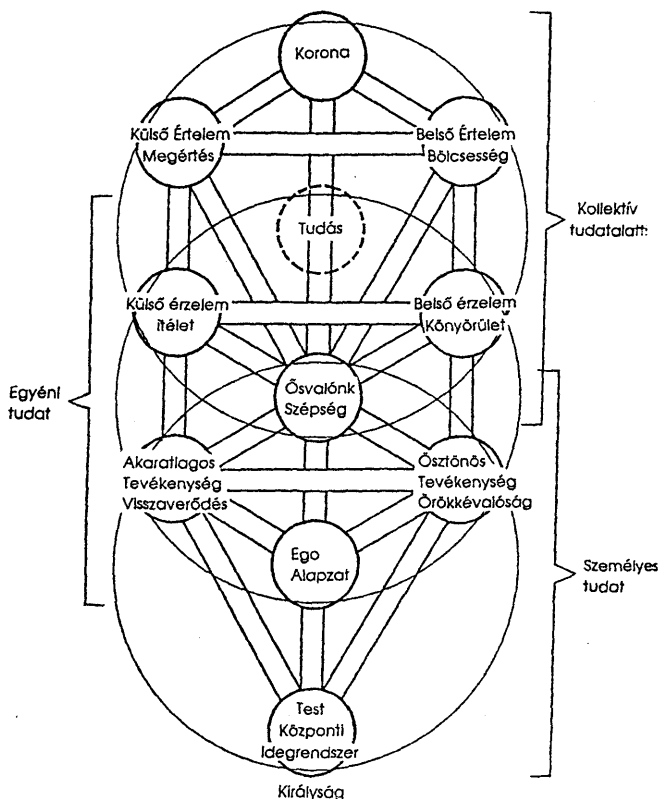 Korona
Külső Értelem
Megértés
Belső Értelem
Bölcsesség
Tudás
Kollektív
tudatalatt
Külső érzelem
ítélet
Belső érzelem
Könyörület
Egyéni
tudat
Ősvalónk
Szépség
Akaratlagos
Tevékenység
Visszaverődés
Ösztönös
Tevékenység
Örökkévalóság
Ego
Alapzat
Személyes
tudat
Test
Központi
Idegrendszer
Királyság